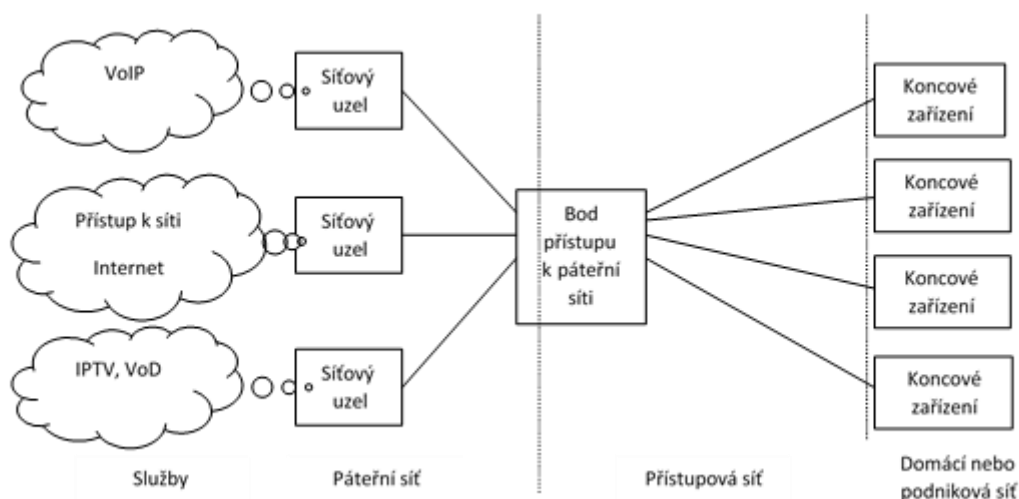 VoIP
Síťový
uzel
Koncové
zařízení
Přístup k síti
Internet
Síťový
uzel
Bod
přístupu
k páteřní
síti
Koncové
zařízení
Koncové
zařízení
IPTV, VoD
Síťový
uzel
Koncové
zařízení
Služby
Páteřní síť
Přístupová síť
Domácí nebo
podniková síť